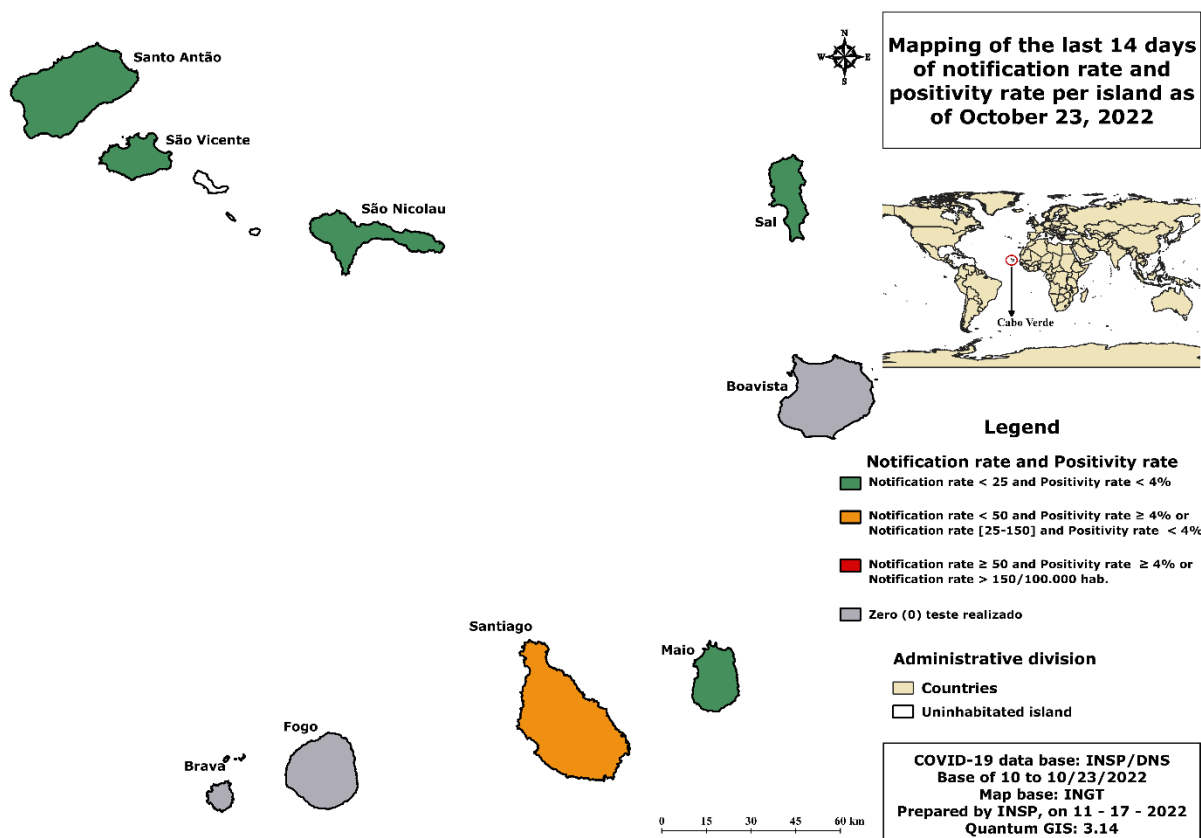 Mapping of the last 14 days
of notification rate and
positivity rate per island as
of October 23, 2022
N
W E
S
Santo Antão
São Vicente
São Nicolau
Sal
Boavista
Cabo Verde
Santiago
Maio
Fogo
Brava
Legend
Notification rate and Positivity rate
Notification rate < 25 and Positivity rate < 4%
Notification rate < 50 and Positivity rate ≥ 4% or
Notification rate [25-150] and Positivity rate < 4%
Notification rate ≥ 50 and Positivity rate ≥ 4% or
Notification rate > 150/100.000 hab.
Zero (0) teste realizado
Administrative division
Countries
Uninhabitated island
0 15 30 45 60 km
COVID-19 data base: INSP/DNS
Base of 10 to 10/23/2022
Map base: INGT
Prepared by INSP, on 11 - 17 - 2022
Quantum GIS: 3.14